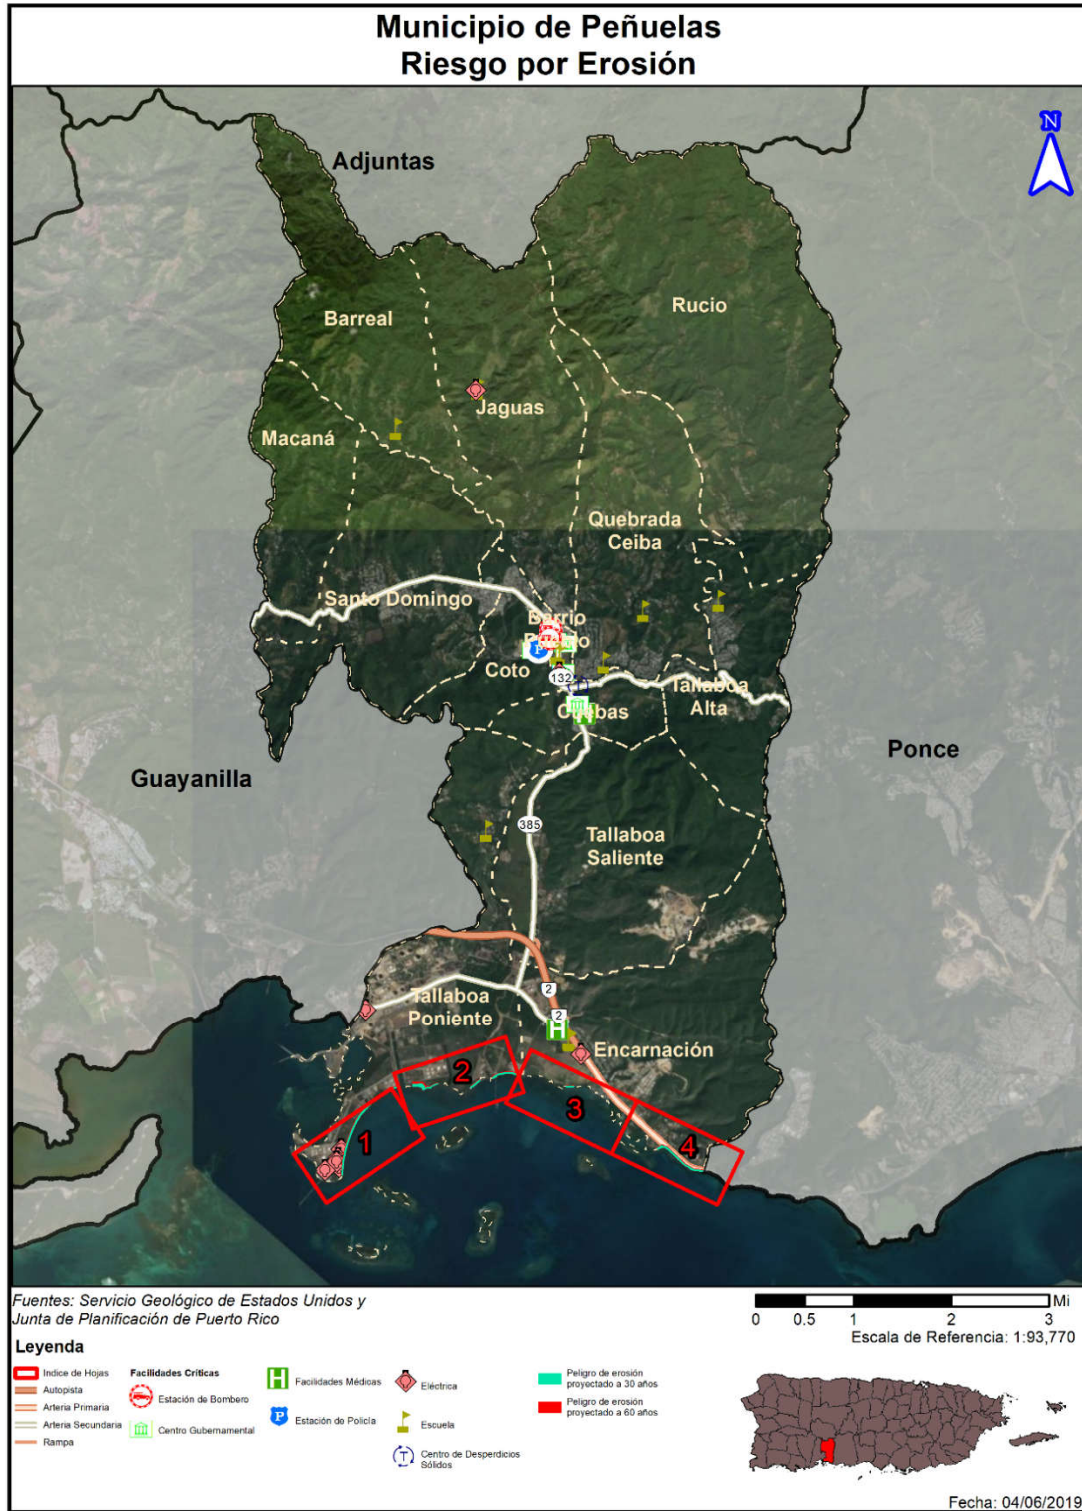 Municipio de Peñuelas
Riesgo por Erosión
N
Adjuntas
Barreal
Rucio
Jaguas
Macaná
Quebrada
Ceiba
Santo Domingo
Barrio
P
Coto
132
Tallaboa
Alta
Cuebas
H
Guayanilla
Ponce
385
Tallaboa
Saliente
2
Tallaboa
Poniente
2
H
Encarnación
2
3
1
4
Fuentes: Servicio Geológico de Estados Unidos y
Junta de Planificación de Puerto Rico
0 0.5 1 2 3 Mi
Escala de Referencia: 1:93,770
Leyenda
Indice de Hojas
Autopista
Arteria Primaria
Arteria Secundaria
Rampa
Facilidades Críticas
Estación de Bombero
Centro Gubernamental
H Facilidades Médicas
P Estación de Policía
Eléctrica
Escuela
T Centro de Desperdicios
Sólidos
Peligro de erosión
proyectado a 30 años
Peligro de erosión
proyectado a 60 años
Fecha: 04/06/2019